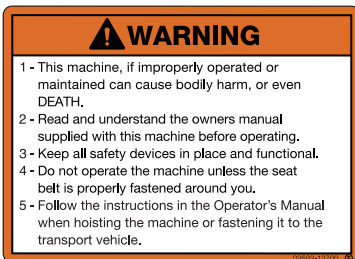 WARNING
1 - This machine, if improperly operated or
maintained can cause bodily harm, or even
DEATH.
2 - Read and understand the owners manual
supplied with this machine before operating.
3 - Keep all safety devices in place and functional.
4 - Do not operate the machine unless the seat
belt is properly fastened around you.
5 - Follow the instructions in the Operator's Manual
when hoisting the machine or fastening it to the
transport vehicle.
03593-13700